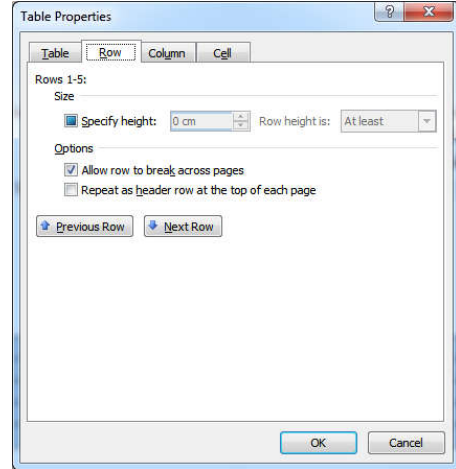 Table Properties
Table Row Column Cell
Rows 1-5:
Size
Specify height: 0 cm Row height is: At least
Options
Allow row to break across pages
Repeat as header row at the top of each page
Previous Row Next Row
OK Cancel